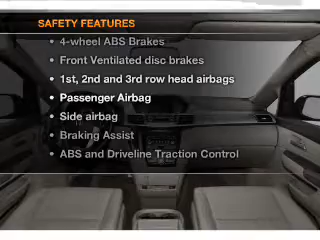 SAFETY FEATURES
• 4-wheel ABS Brakes
• Front Ventilated disc brakes
• 1st, 2nd and 3rd row head airbags
• Passenger Airbag
• Side airbag
• Braking Assist
• ABS and Driveline Traction Control